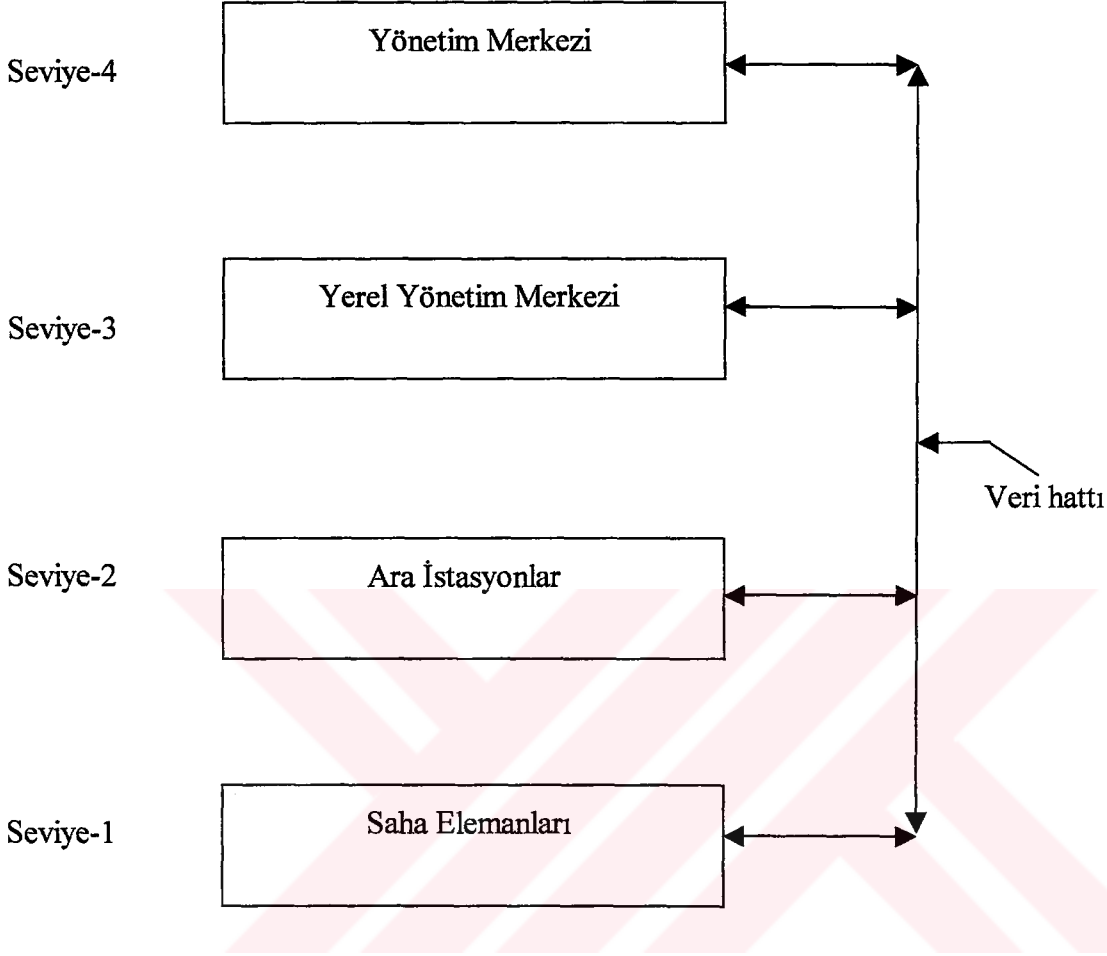 Yönetim Merkezi
Seviye-4
Yerel Yönetim Merkezi
Seviye-3
Veri hattı
Ara İstasyonlar
Seviye-2
Saha Elemanları
Seviye-1